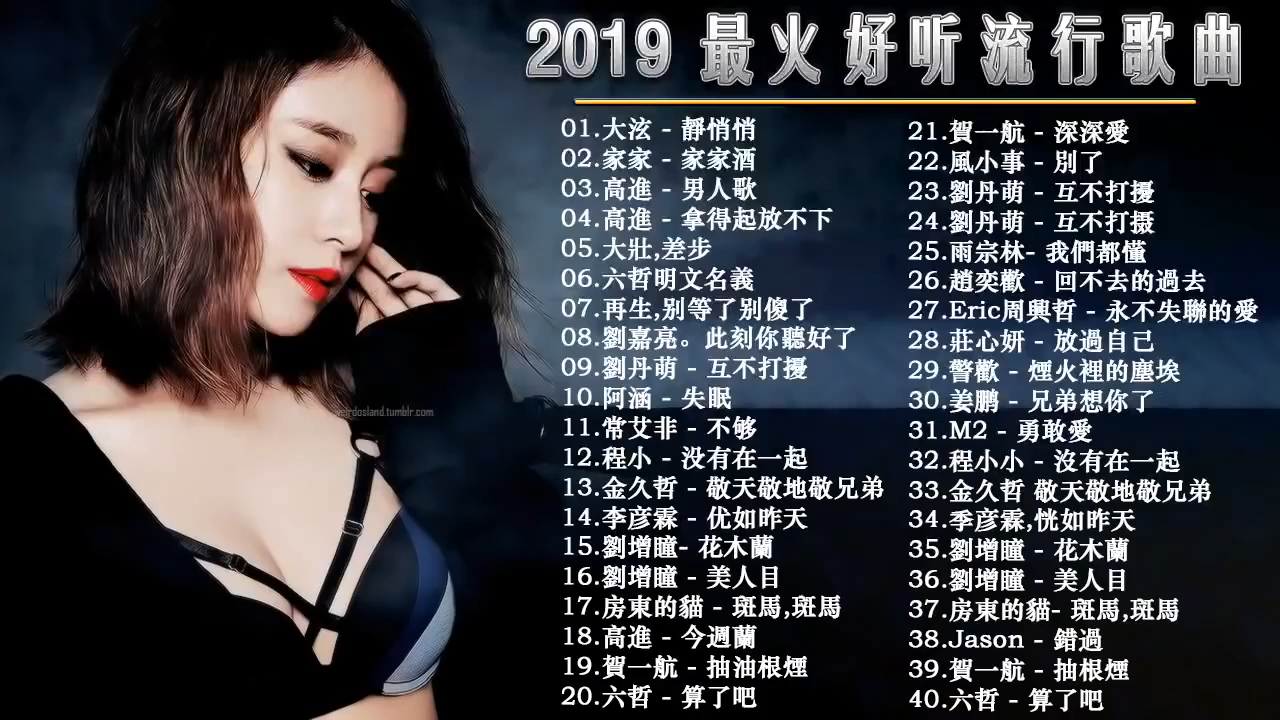 2019 最火好听流行歌曲
01.大泫 - 靜悄悄
02.家家 - 家家酒
03.高進 - 男人歌
04.高進 - 拿得起放不下
05.大壯,差步
06.六哲明文名義
07.再生,别等了别傻了
08.劉嘉亮。此刻你聽好了
09.劉丹萌 - 互不打擾
10.阿涵 - 失眠
11.常艾非 - 不够
12.程小 - 没有在一起
13.金久哲 - 敬天敬地敬兄弟
14.李彦霖 - 优如昨天
15.劉增瞳- 花木蘭
16.劉增瞳 - 美人目
17.房東的貓 - 斑馬,斑馬
18.高進 - 今週蘭
19.賀一航 - 抽油根煙
20.六哲 - 算了吧
21.賀一航 - 深深愛
22.風小事 - 別了
23.劉丹萌 - 互不打擾
24.劉丹萌 - 互不打摄
25.雨宗林- 我們都懂
26.趙奕歡 - 回不去的過去
27.Eric周興哲 - 永不失聯的愛
28.莊心妍 - 放過自己
29.警歡 - 煙火裡的塵埃
30.姜鹏 - 兄弟想你了
31.M2 - 勇敢愛
32.程小小 - 沒有在一起
33.金久哲 敬天敬地敬兄弟
34.季彦霖,恍如昨天
35.劉增瞳 - 花木蘭
36.劉增瞳 - 美人目
37.房東的貓- 斑馬,斑馬
38.Jason - 錯過
39.賀一航 - 抽根煙
40.六哲 - 算了吧
weirdosland.tumblr.com